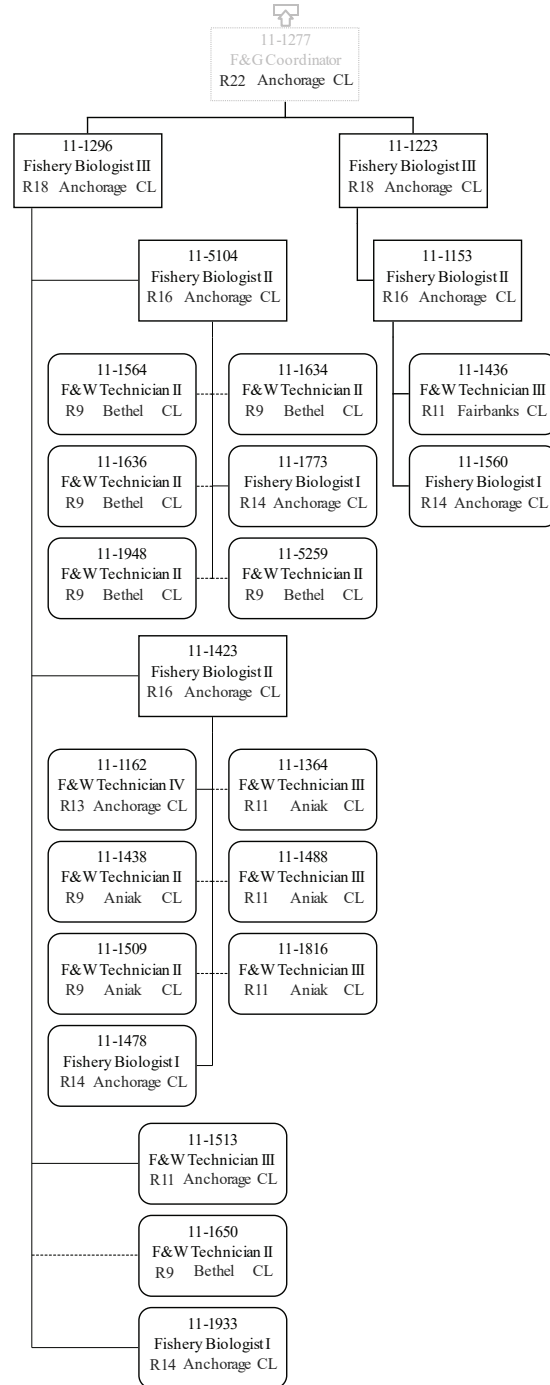 11-1277
F&G Coordinator
R22 Anchorage CL
11-1296
Fishery Biologist III
R18 Anchorage CL
11-1223
Fishery Biologist III
R18 Anchorage CL
11-5104
Fishery Biologist II
R16 Anchorage CL
11-1153
Fishery Biologist II
R16 Anchorage CL
11-1564
F&W Technician II
R9 Bethel CL
11-1634
F&W Technician II
R9 Bethel CL
11-1436
F&W Technician III
R11 Fairbanks CL
11-1636
F&W Technician II
R9 Bethel CL
11-1773
Fishery Biologist I
R14 Anchorage CL
11-1560
Fishery Biologist I
R14 Anchorage CL
11-1948
F&W Technician II
R9 Bethel CL
11-5259
F&W Technician II
R9 Bethel CL
11-1423
Fishery Biologist II
R16 Anchorage CL
11-1162
F&W Technician IV
R13 Anchorage CL
11-1364
F&W Technician III
R11 Aniak CL
11-1438
F&W Technician II
R9 Aniak CL
11-1488
F&W Technician III
R11 Aniak CL
11-1509
F&W Technician II
R9 Aniak CL
11-1816
F&W Technician III
R11 Aniak CL
11-1478
Fishery Biologist I
R14 Anchorage CL
11-1513
F&W Technician III
R11 Anchorage CL
11-1650
F&W Technician II
R9 Bethel CL
11-1933
Fishery Biologist I
R14 Anchorage CL